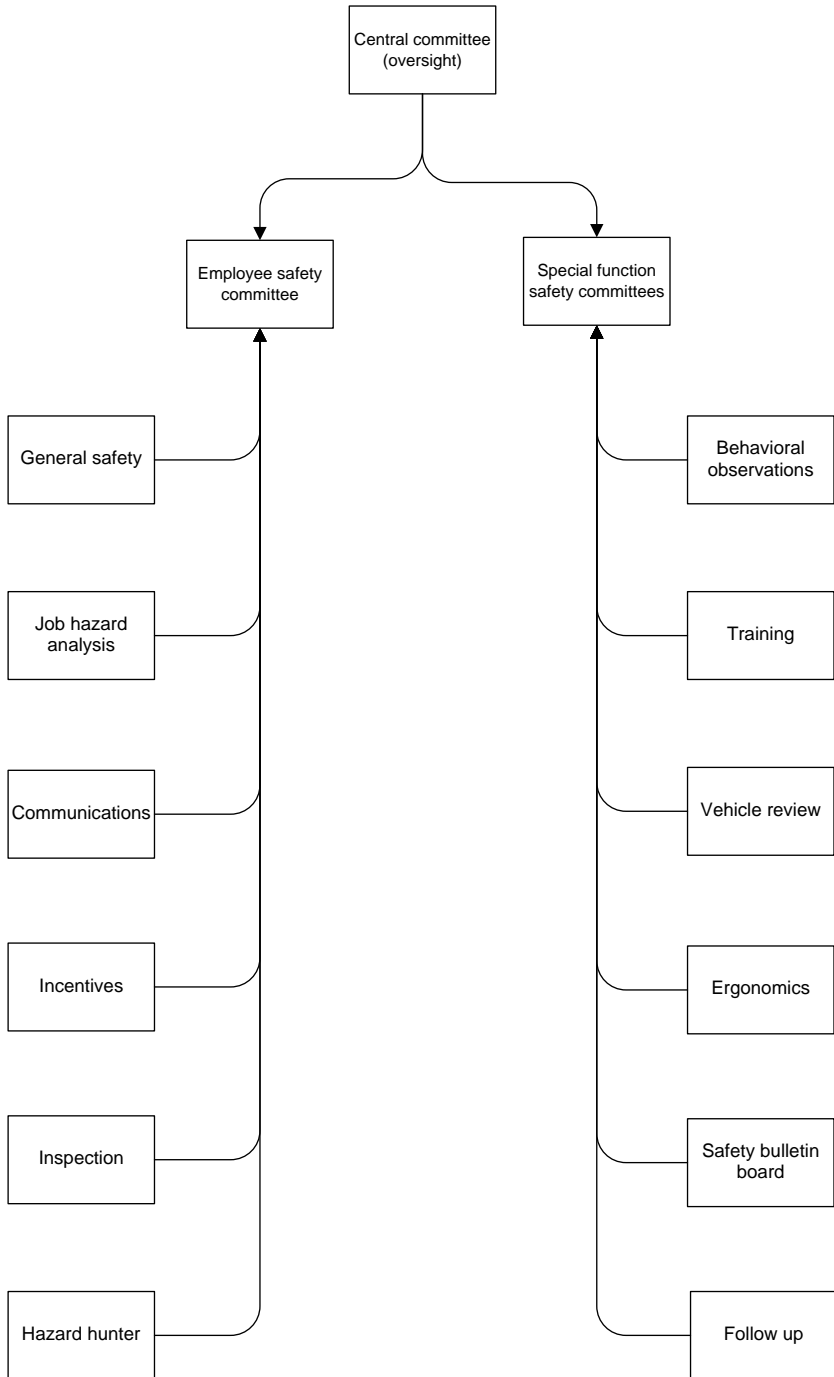 Central committee
(oversight)
Employee safety
committee
Special function
safety committees
General safety
Behavioral
observations
Job hazard
analysis
Training
Communications
Vehicle review
Incentives
Ergonomics
Inspection
Safety bulletin
board
Hazard hunter
Follow up